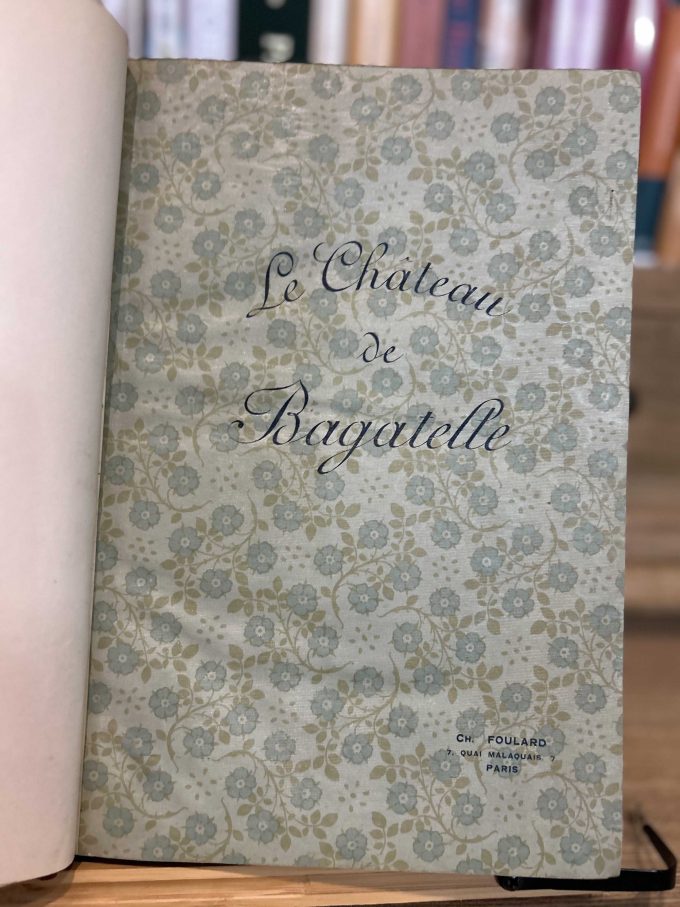 Le Château
de
Bagatelle
CH. FOULARD
7, QUAI MALAQUAIS, 7
PARIS